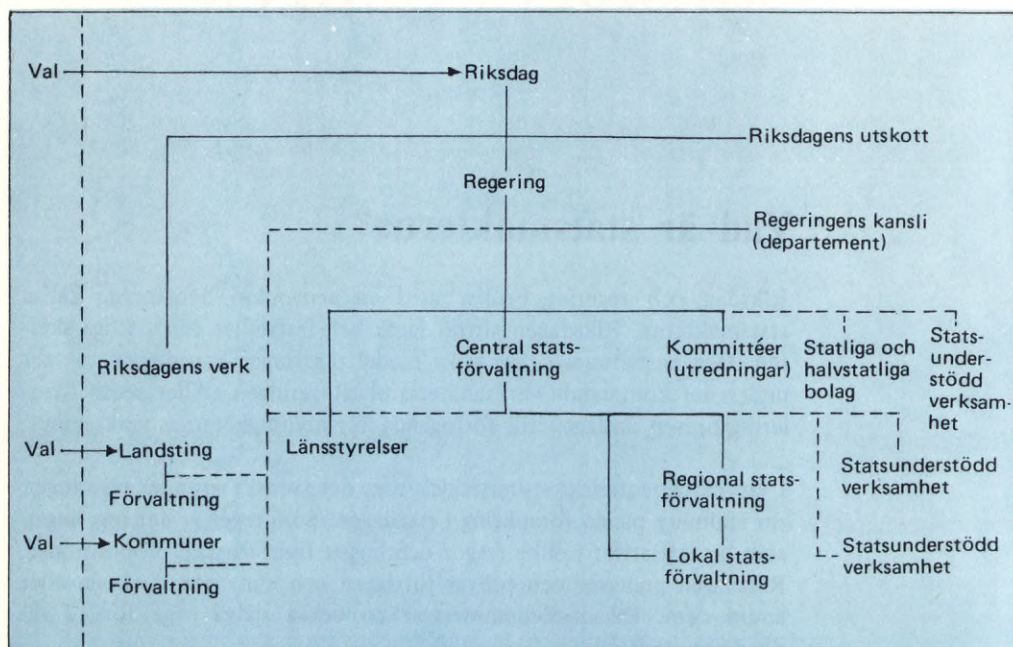 Val
Riksdag
Riksdagens utskott
Regering
Regeringens kansli
(departement)
Central stats-
förvaltning
Kommittéer
(utredningar)
Statliga och
halvstatliga
bolag
Stats-
under-
stödd
verksam-
het
Riksdagens verk
Val
Landsting
Länsstyrelser
Förvaltning
Regional stats-
förvaltning
Statsunderstödd
verksamhet
Val
Kommuner
Lokal stats-
förvaltning
Statsunderstödd
verksamhet
Förvaltning